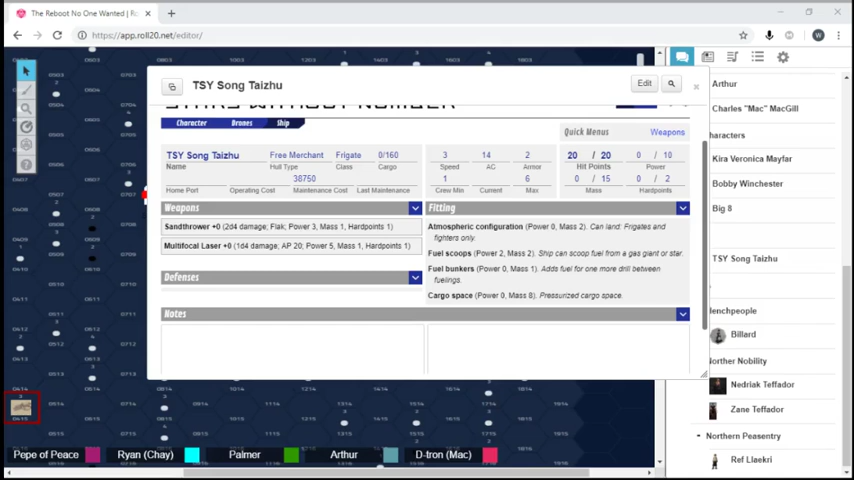 The Reboot No One Wanted | Ro
https://app.roll20.net/editor/
TSY Song Taizhu
Edit
STARS WITHOUT NUMBER
Character
Drones
Ship
Quick Menus
Weapons
TSY Song Taizhu
Free Merchant
Frigate
0/160
3
14
2
20 / 20
0 / 10
Name
Hull Type
Class
Cargo
Speed
AC
Armor
Hit Points
Power
38750
1
6
0 / 15
0 / 2
Home Port
Operating Cost
Maintenance Cost
Last Maintenance
Crew Min
Current
Max
Mass
Hardpoints
Weapons
Fitting
Sandthrower +0 (2d4 damage; Flak; Power 3, Mass 1, Hardpoints 1)
Multifocal Laser +0 (1d4 damage; AP 20; Power 5, Mass 1, Hardpoints 1)
Atmospheric configuration (Power 0, Mass 2). Can land: Frigates and
fighters only.
Fuel scoops (Power 2, Mass 2). Ship can scoop fuel from a gas giant or star.
Fuel bunkers (Power 0, Mass 1). Adds fuel for one more drill between
fuelings.
Cargo space (Power 0, Mass 8). Pressurized cargo space.
Defenses
Notes
Arthur
Charles "Mac" MacGill
haracters
Kira Veronica Mayfar
Bobby Winchester
Big 8
TSY Song Taizhu
lenchpeople
Billard
lorther Nobility
Nedriak Teffador
Zane Teffador
Northern Peasentry
Ref Llaekri
Pepe of Peace
Ryan (Chay)
Palmer
Arthur
D-tron (Mac)